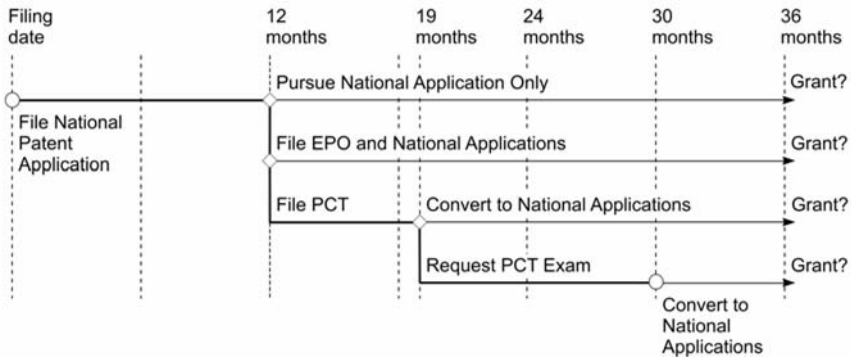 Filing date
12 months
19 months
24 months
30 months
36 months
Pursue National Application Only
Grant?
File National
Patent
Application
File EPO and National Applications
Grant?
File PCT
Convert to National Applications
Grant?
Request PCT Exam
Grant?
Convert to
National
Applications